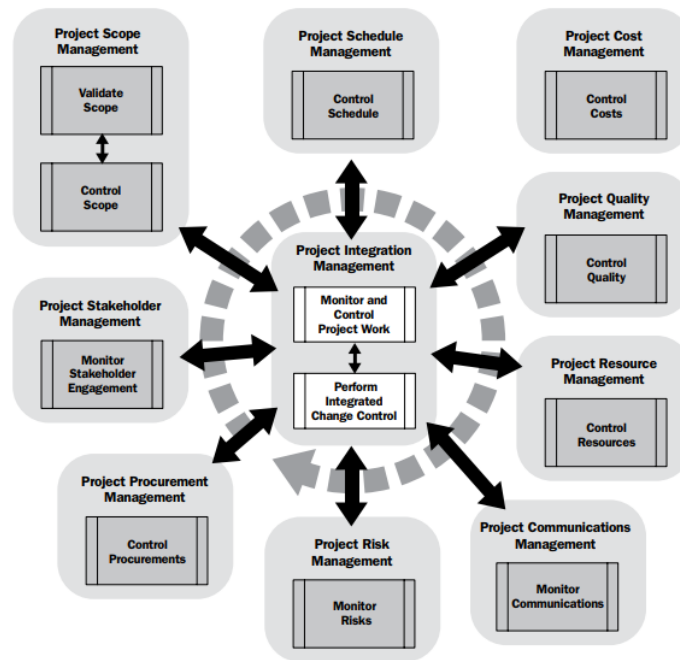 Project Scope
Management
Validate
Scope
Control
Scope
Project Schedule
Management
Control
Schedule
Project Cost
Management
Control
Costs
Project Quality
Management
Control
Quality
Project Integration
Management
Monitor and
Control
Project Work
Perform
Integrated
Change Control
Project Stakeholder
Management
Monitor
Stakeholder
Engagement
Project Resource
Management
Control
Resources
Project Procurement
Management
Control
Procurements
Project Risk
Management
Monitor
Risks
Project Communications
Management
Monitor
Communications